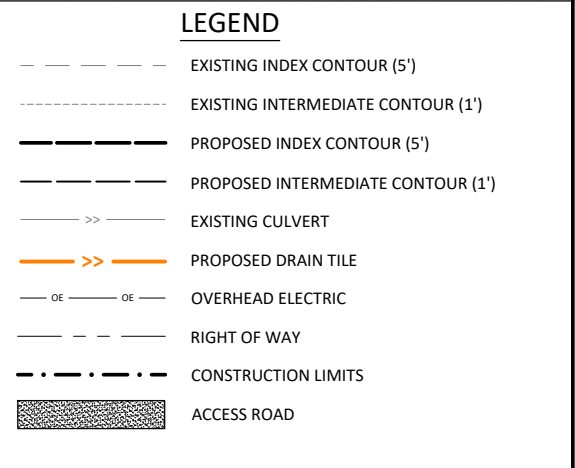 LEGEND
EXISTING INDEX CONTOUR (5')
EXISTING INTERMEDIATE CONTOUR (1')
PROPOSED INDEX CONTOUR (5')
PROPOSED INTERMEDIATE CONTOUR (1')
>> EXISTING CULVERT
>> PROPOSED DRAIN TILE
OE OE OVERHEAD ELECTRIC
RIGHT OF WAY
CONSTRUCTION LIMITS
ACCESS ROAD